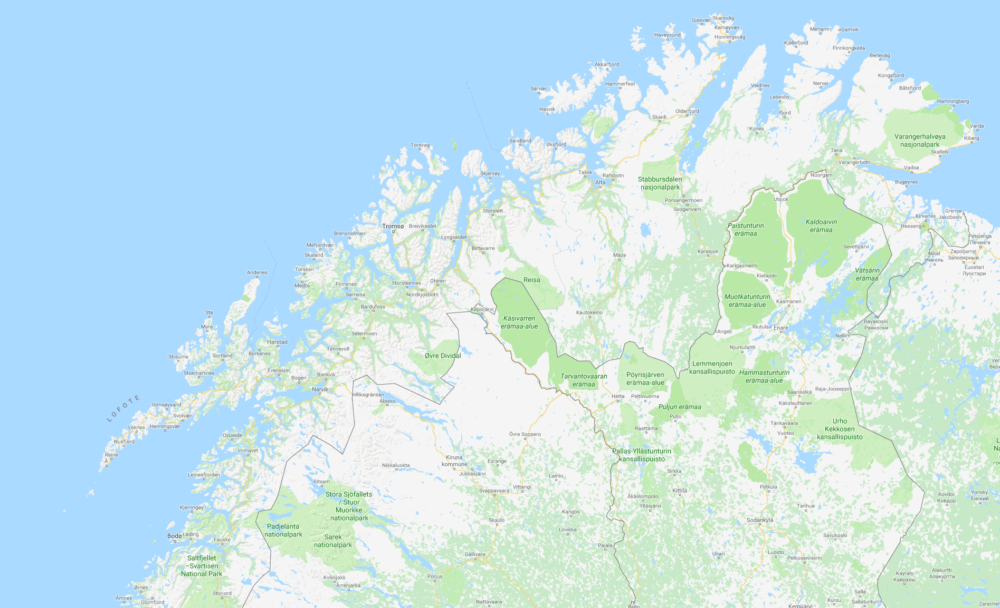 Skarsvåg
Gjesvær
Kamøyvær
Mehamn
Gamvik
Havøysund
Honningsvåg
Kjøllefjord
Finnkongkeila
Berlevåg
Akkarfjord
Kongsfjord
Hammerfest
Nervei
Veidnes
Båtsfjord
Sørvær
Lebesby
Hamningberg
Hasvik
Olderfjord
Ifjord
Skaidi
Kunes
Vardø
Varangerhalvøya
nasjonalpark
Kiberg
Sandland
Øksfjord
Torsvag
Tana
Skallelv
Varangerbotn
Vadsø
Skjervøy
Talvik
Rafsbotn
Nuorgam
Alta
Stabbursdalen
nasjonalpark
Bugøynes
Porsangermoen
Utsjok
Skoganvarri
Storslett
Grense
Jakobselv
Kirkenes
Hesseng
Tromsø
Breivikeidet
Paistunturin
erämaa
Kaldoaivin
erämaa
Brensholmen
Lyngseidet
Petsjenga
Печенга
Mefjordvær
Birtavarre
Sevettijärvi
Skaland
Karasjok
Máze
Nikel
Никель
Zapoljarnyj
Заполярный
Luostari
Луостари
Karigasniemi
Torsken
Andenes
Vätsärin
erämaa
Kielajoki
Medby
Finnsnes
Storsteinnes
Oteren
Reisa
Nordkjosbotn
Sørreisa
Muotkatunturin
erämaa-alue
Kaamanen
Bardufoss
Kilpisjärvi
Stø
Kautokeino
Käsivarren
erämaa-alue
Myre
Rayakoski
Раякоски
Riutula
Enare
Angeli
Setermoen
Nellim
Harstad
Njurkulahti
Tennevoll
Borkenes
Straume
Sortland
Øvre Dividal
Lemmenjoen
kansallispuisto
Stokmarknes
Evenskjer
Bjerkvik
Bogen
Tarvantovaaran
erämaa
Pöyrisjärven
erämaa-alue
Hammastunturin
erämaa-alue
Narvik
Riksgränsen
Raja-Jooseppi
Saariselkä
Hetta
Peltovuoma
LOFOTE
Abisko
Gimsøysand
Kakslauttanen
Puljun erämaa
Svolvær
Pulju
Leknes
Henningsvær
Tankavaara
Urho
Kekkosen
kansallispuisto
Raattama
Vuotso
Oppeide
Övre Soppero
Nusfjord
Innhavet
Pallas-Yllästunturin
kansallispuisto
Reine
Å
Kiruna
kommune
Esrange
Nikkaluokta
Jukkasjärvi
Sirkka
Leinesfjorden
Lainio
Ritsem
Svappavaara
Vittangi
Petkula
Kittilä
Stora Sjöfallets
/ Stuor
Muorkke
nationalpark
Äkäslompolo
Kovdor
Ковдор
Yonsky
Енский
Kjerringøy
Ylläsjärvi
Tanhua
Kangos
Skaulo
Sodankylä
Padjelanta
nationalpark
Lovikka
Bodø
Løding
Sarek
nationalpark
Savukoski
Fauske
Pajala
Gällivare
Unari
Luosto
Pelkosenniemi
Saltfjellet
–Svartisen
National Park
Alakurtti
Алакуртти
Kayraly
Кайралы
Kvikkjokk
Porjus
Årrenjarka
Ørnes
Storjord
Salla
Åmnes
Glomfjord
Nattavaara
Kursu
Sallatunturi
Pello
Kemijärvi
Zarecher